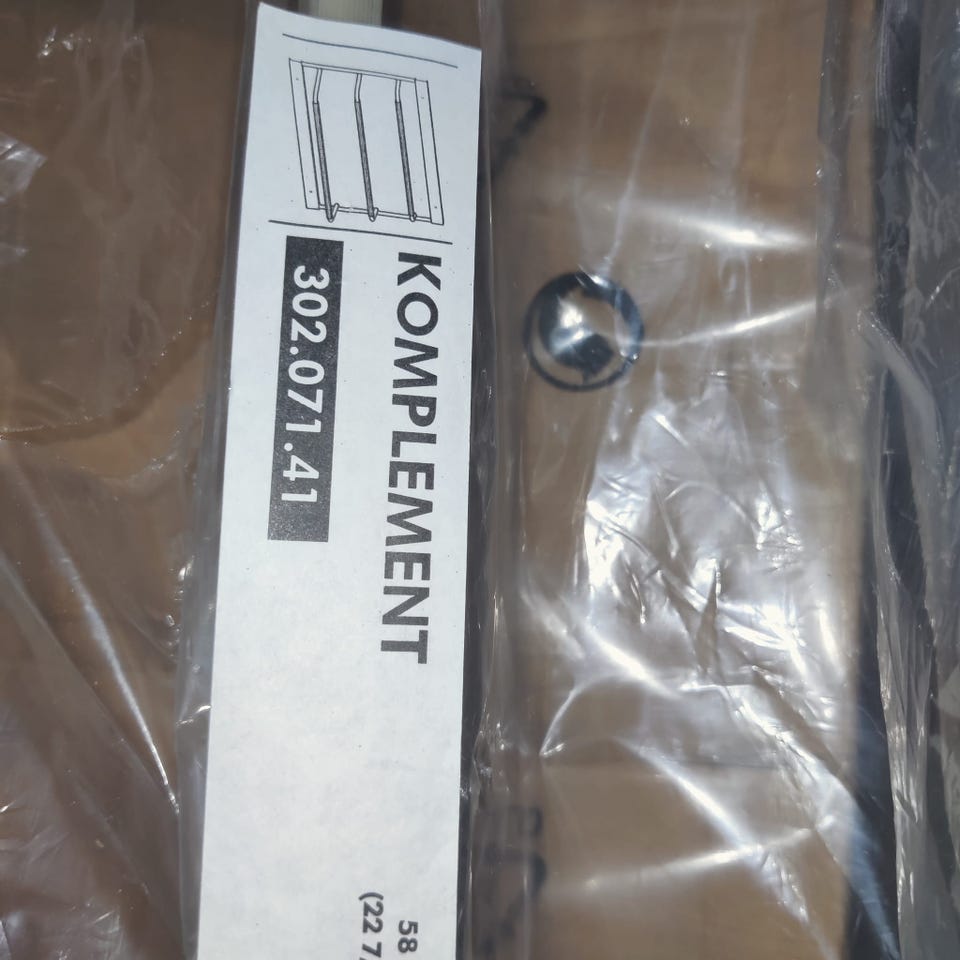 KOMPLEMENT
302.071.41
58
(22 7